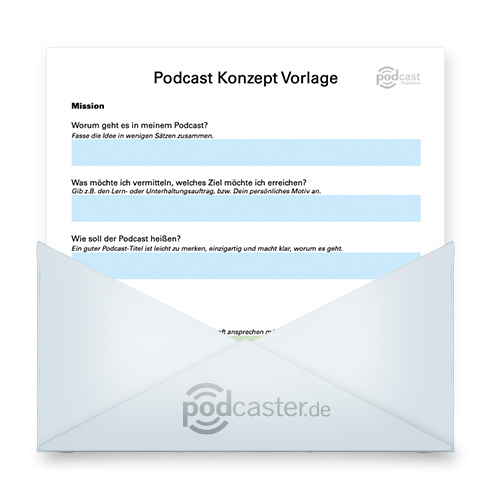 Podcast Konzept Vorlage
podcast
Mission
Worum geht es in meinem Podcast?
Fasse die Idee in wenigen Sätzen zusammen.
Was möchte ich vermitteln, welches Ziel möchte ich erreichen?
Gib z.B. den Lern- oder Unterhaltungsauftrag, bzw. Dein persönliches Motiv an.
Wie soll der Podcast heißen?
Ein guter Podcast-Titel ist leicht zu merken, einzigartig und macht klar, worum es geht.
ansprechen
podcaster.de